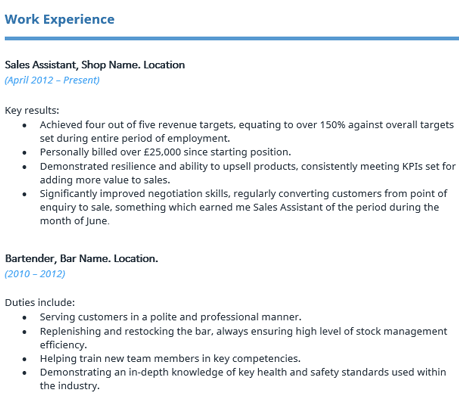 Work Experience
Sales Assistant, Shop Name. Location
(April 2012 – Present)
Key results:
• Achieved four out of five revenue targets, equating to over 150% against overall targets
set during entire period of employment.
• Personally billed over £25,000 since starting position.
• Demonstrated resilience and ability to upsell products, consistently meeting KPIs set for
adding more value to sales.
• Significantly improved negotiation skills, regularly converting customers from point of
enquiry to sale, something which earned me Sales Assistant of the period during the
month of June.
Bartender, Bar Name. Location.
(2010 – 2012)
Duties include:
• Serving customers in a polite and professional manner.
• Replenishing and restocking the bar, always ensuring high level of stock management
efficiency.
• Helping train new team members in key competencies.
• Demonstrating an in-depth knowledge of key health and safety standards used within
the industry.